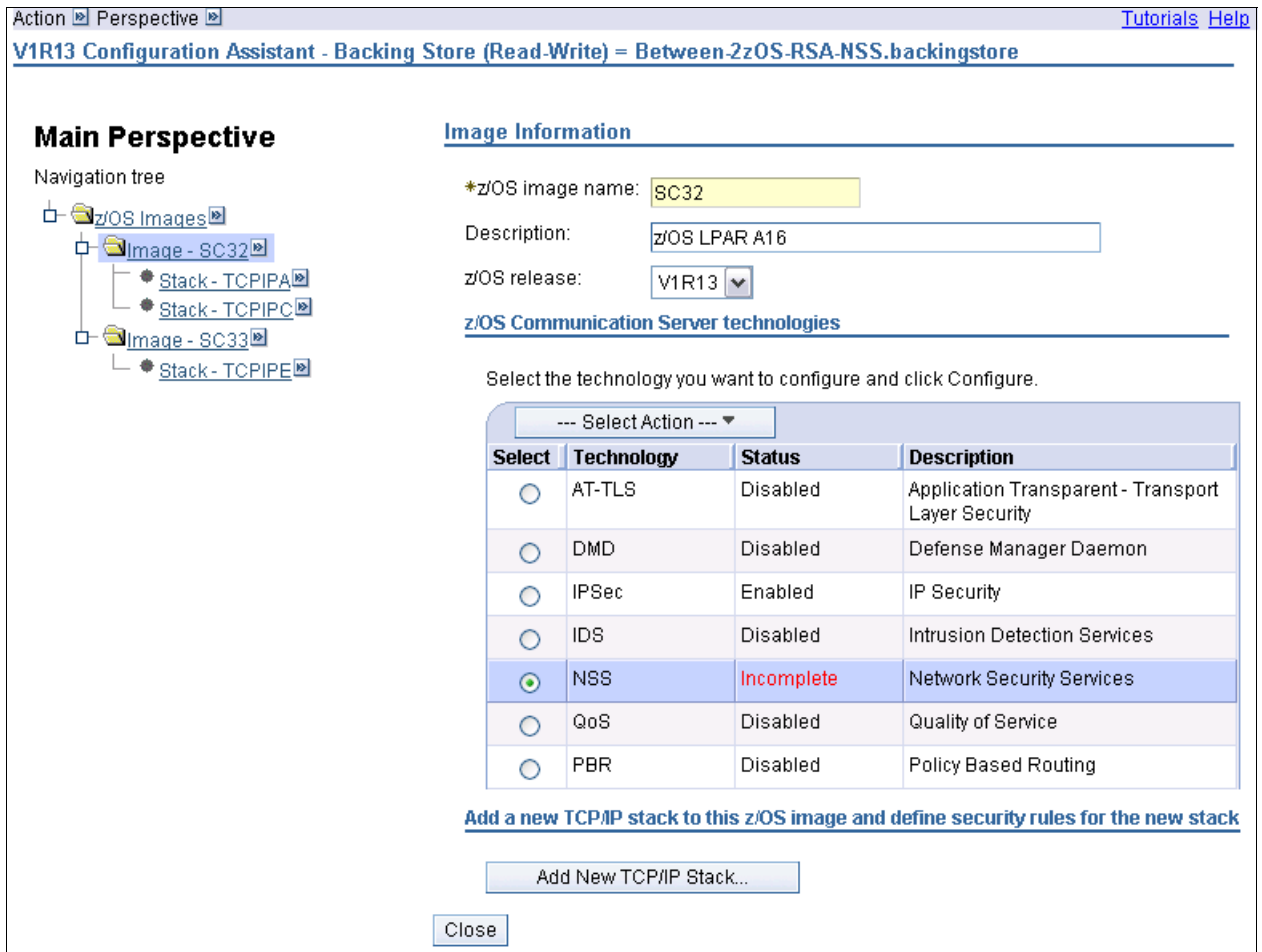 Action Perspective Tutorials Help
V1R13 Configuration Assistant - Backing Store (Read-Write) = Between-2zOS-RSA-NSS.backingstore
Main Perspective
Navigation tree
z/OS Images
Image - SC32
Stack - TCPIPA
Stack - TCPIPC
Image - SC33
Stack - TCPIPE
Image Information
*z/OS image name: SC32
Description: z/OS LPAR A16
z/OS release: V1R13
z/OS Communication Server technologies
Select the technology you want to configure and click Configure.
--- Select Action ---
Select Technology Status Description
AT-TLS Disabled Application Transparent - Transport
Layer Security
DMD Disabled Defense Manager Daemon
IPSec Enabled IP Security
IDS Disabled Intrusion Detection Services
NSS Incomplete Network Security Services
QoS Disabled Quality of Service
PBR Disabled Policy Based Routing
Add a new TCP/IP stack to this z/OS image and define security rules for the new stack
Add New TCP/IP Stack...
Close